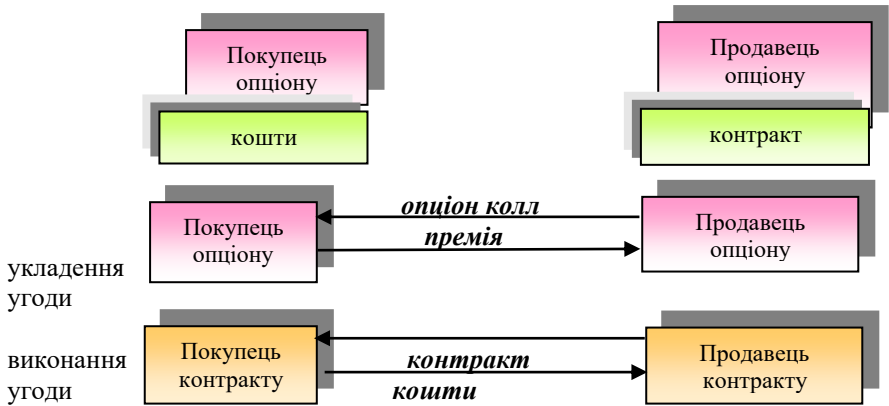 Покупець
опціону
Продавець
опціону
кошти
контракт
опціон колл
Покупець
опціону
премія
Продавець
опціону
укладення
угоди
Покупець
контракту
Продавець
контракту
виконання
угоди
контракт
кошти